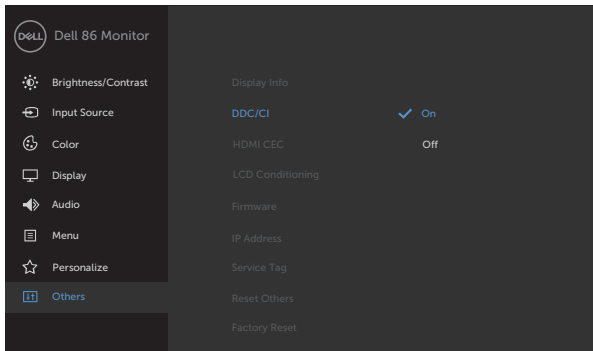 DELL Dell 86 Monitor
Brightness/Contrast Display Info
Input Source DDC/CI On
Color HDMI CEC Off
Display LCD Conditioning
Audio Firmware
Menu IP Address
Personalize Service Tag
Others Reset Others
Factory Reset